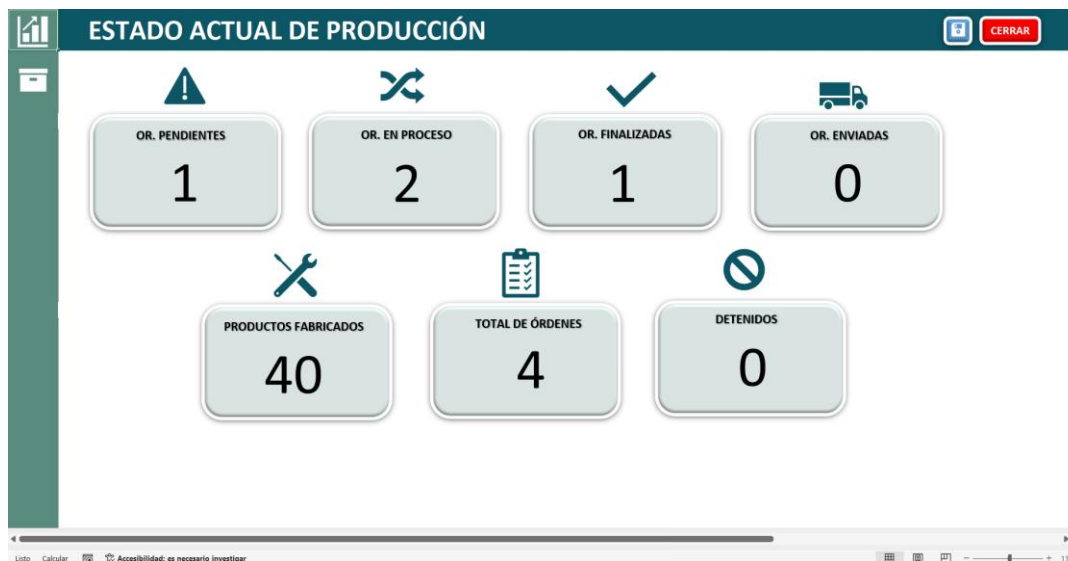 ESTADO ACTUAL DE PRODUCCIÓN
CERRAR
OR. PENDIENTES
1
OR. EN PROCESO
2
OR. FINALIZADAS
1
OR. ENVIADAS
0
PRODUCTOS FABRICADOS
40
TOTAL DE ÓRDENES
4
DETENIDOS
0
Listo Calcular Accesibilidad: es necesario investigar